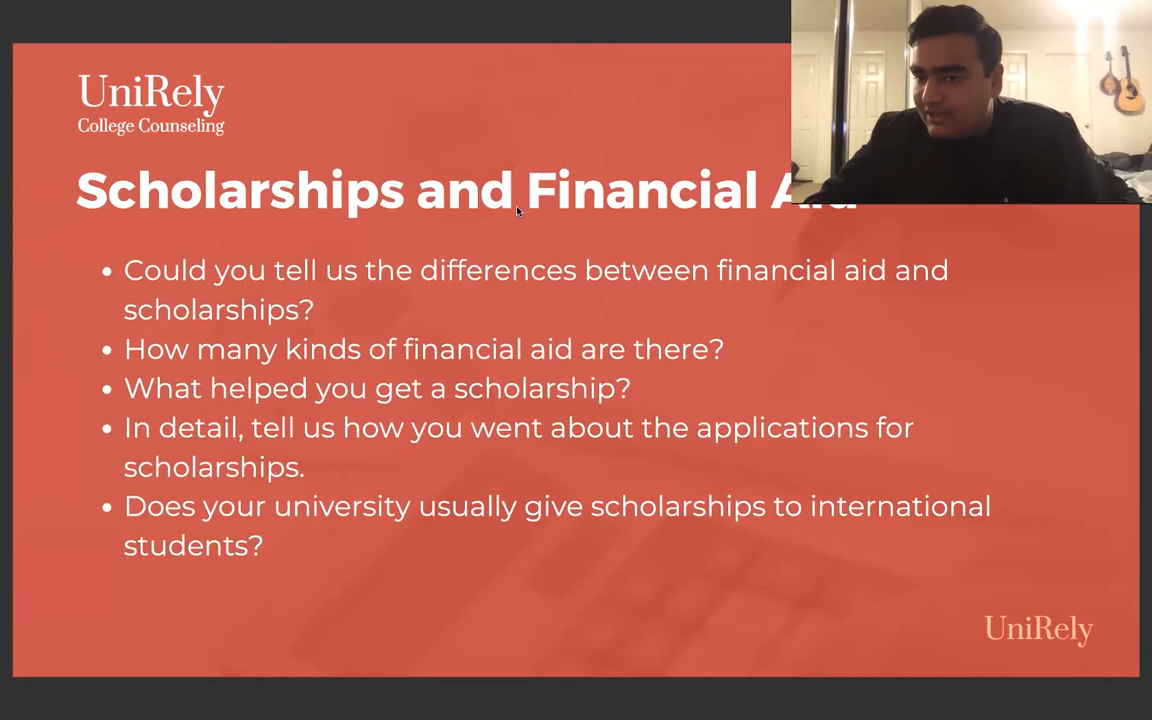 UniRely
College Counseling
Scholarships and Financial Aid
• Could you tell us the differences between financial aid and
scholarships?
• How many kinds of financial aid are there?
• What helped you get a scholarship?
• In detail, tell us how you went about the applications for
scholarships.
• Does your university usually give scholarships to international
students?
UniRely